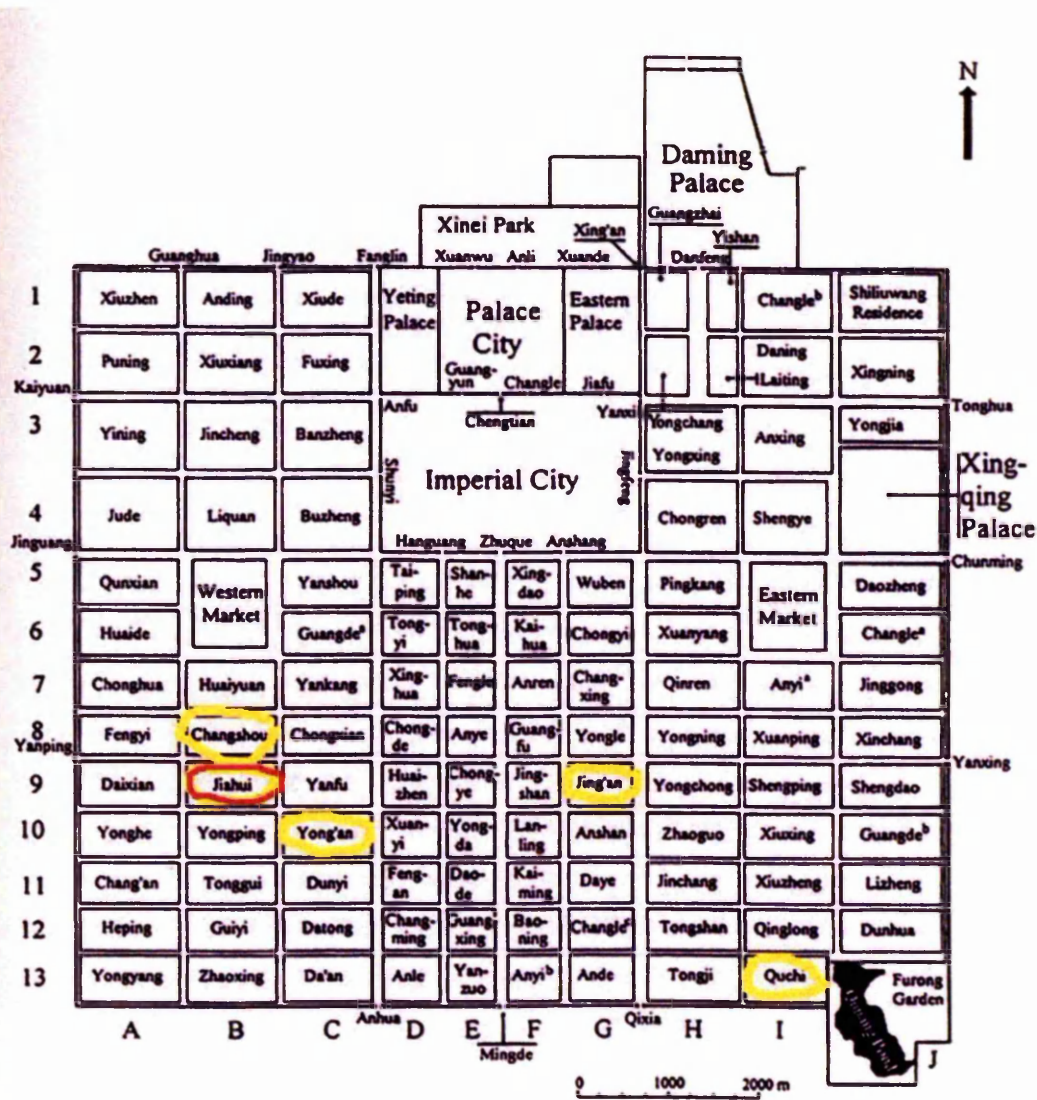 N
Daming
Palace
Guangzhai
Xinei Park
Xing'an
Yishan
Guanghua Jingyao Fanglin Xuanwu Anli Xuande Danfeng
1 Xiuzhen Anding Xiude Yeting Palace Palace City Eastern Palace Changle^b Shiliuwang Residence
2 Puning Xiuxiang Fuxing Daning Xingning
Laiting
Kaiyuan Guang-yun Changle Jiafu
Anfu Chengtian Yanxi Tonghua
3 Yining Jincheng Banzheng Yongchang Anxing Yongjia
Yongxing
Shunyi Imperial City Jingfeng Xing-qing Palace
4 Jude Liquan Buzheng Chongren Shengye
Jinguang Hanguang Zhuque Anshang Chunming
5 Qunxian Western Market Yanshou Tai-ping Shan-he Xing-dao Wuben Pingkang Eastern Market Daozheng
6 Huaide Guangde^a Tong-yi Tong-hua Kai-hua Chongyi Xuanyang Changle^a
7 Chonghua Huaiyuan Yankang Xing-hua Fengle Anren Chang-xing Qinren Anyi^a Jinggong
8 Fengyi Changshou Chongxian Chong-de Anye Guang-fu Yongle Yongning Xuanping Xinchang
Yanping Yanxing
9 Daixian Jiahui Yanfu Huai-zhen Chong-ye Jing-shan Jing'an Yongchong Shengping Shengdao
10 Yonghe Yongping Yong'an Xuan-yi Yong-da Lan-ling Anshan Zhaoguo Xiuxing Guangde^b
11 Chang'an Tonggui Dunyi Feng-an Dao-de Kai-ming Daye Jinchang Xiuzheng Lizheng
12 Heping Guiyi Datong Chang-ming Guang-xing Bao-ning Changle^c Tongshan Qinglong Dunhua
13 Yongyang Zhaoxing Da'an Anle Yan-zuo Anyi^b Ande Tongji Quchi Furong Garden
Anhua Qixia
A B C D E F G H I J
Mingde
0 1000 2000 m